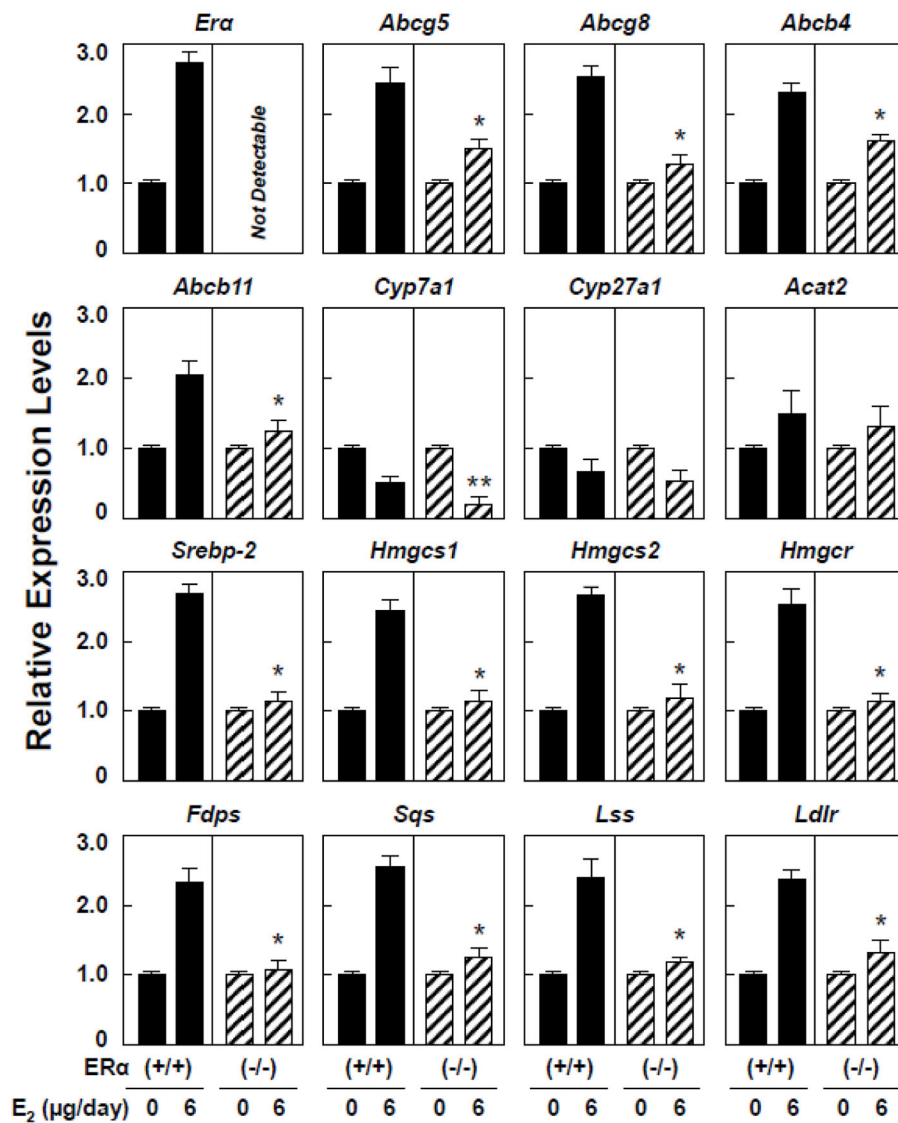 Erα Abcg5 Abcg8 Abcb4
3.0
2.0
1.0
0
Not Detectable
* * *
Abcb11 Cyp7a1 Cyp27a1 Acat2
3.0
2.0
1.0
0
* **
Relative Expression Levels
Srebp-2 Hmgcs1 Hmgcs2 Hmgcr
3.0
2.0
1.0
0
* * * *
Fdps Sqs Lss Ldlr
3.0
2.0
1.0
0
* * * *
ERα (+/+) (-/-) (+/+) (-/-) (+/+) (-/-) (+/+) (-/-)
E₂ (µg/day) 0 6 0 6 0 6 0 6 0 6 0 6 0 6 0 6